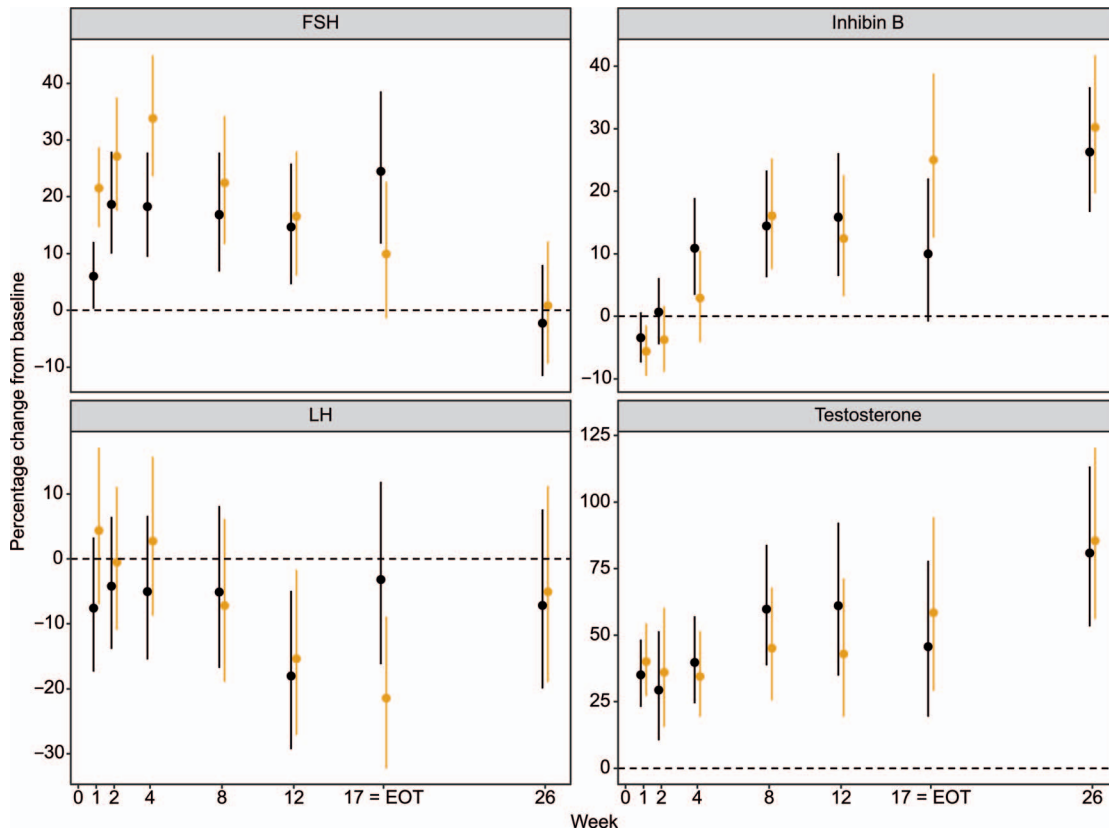 FSH
Inhibin B
40
30
20
10
0
−10
40
30
20
10
0
−10
Percentage change from baseline
LH
Testosterone
10
0
−10
−20
−30
125
100
75
50
25
0
0 1 2 4 8 12 17 = EOT 26
0 1 2 4 8 12 17 = EOT 26
Week